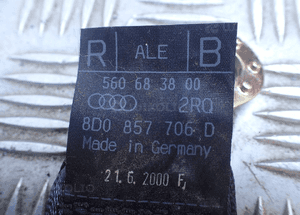 R ALE B
560 68 38 00
2RQ
8D0 857 706 D
Made in Germany
21.6.2000 F